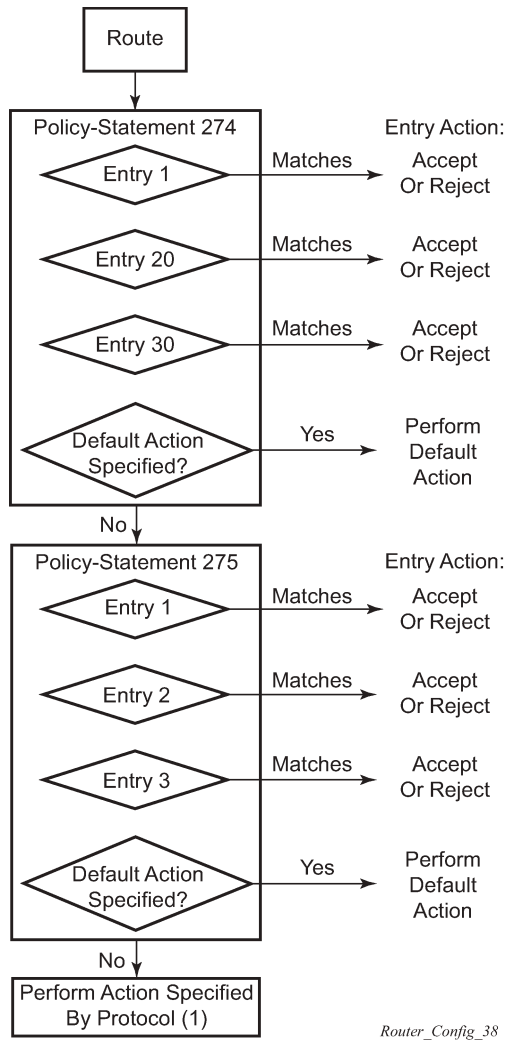 Route
Policy-Statement 274
Entry Action:
Entry 1
Matches
Accept
Or Reject
Entry 20
Matches
Accept
Or Reject
Entry 30
Matches
Accept
Or Reject
Default Action
Specified?
Yes
Perform
Default
Action
No
Policy-Statement 275
Entry Action:
Entry 1
Matches
Accept
Or Reject
Entry 2
Matches
Accept
Or Reject
Entry 3
Matches
Accept
Or Reject
Default Action
Specified?
Yes
Perform
Default
Action
No
Perform Action Specified
By Protocol (1)
Router_Config_38